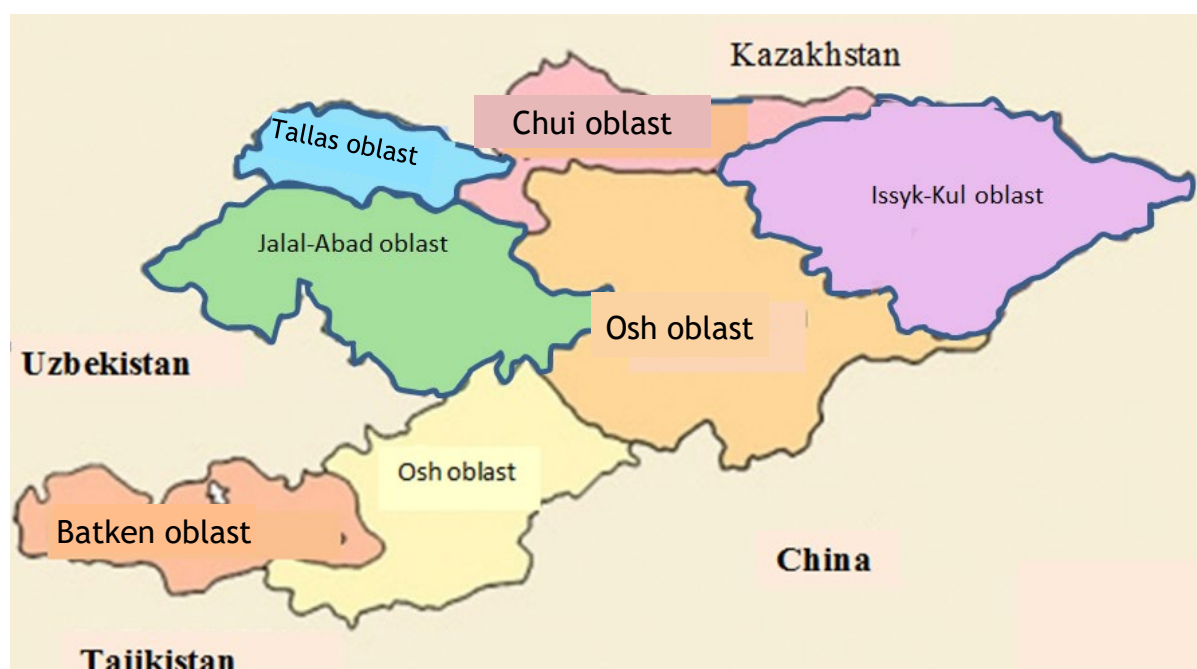 Kazakhstan
Chui oblast
Tallas oblast
Issyk-Kul oblast
Jalal-Abad oblast
Osh oblast
Uzbekistan
Osh oblast
Batken oblast
China
Tajikistan